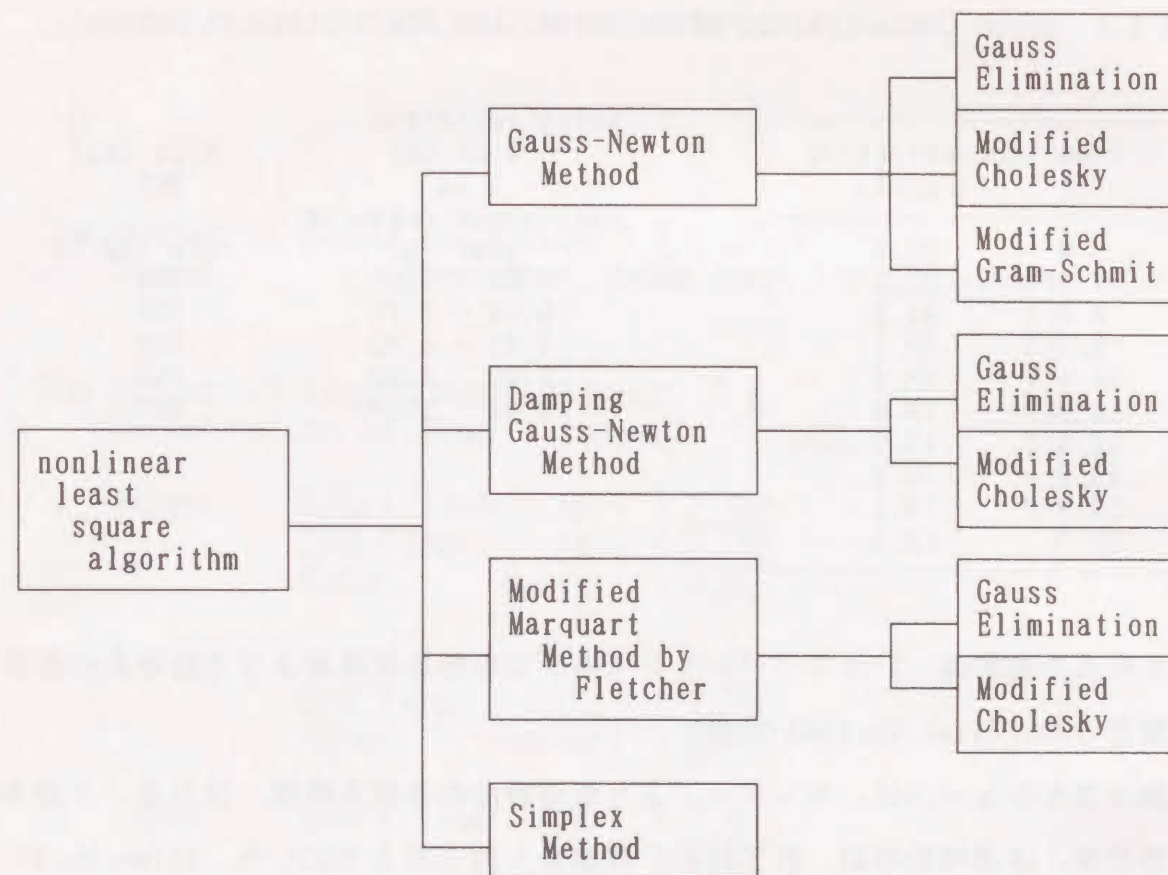 nonlinear
least
square
algorithm
Gauss-Newton
Method
Gauss
Elimination
Modified
Cholesky
Modified
Gram-Schmit
Damping
Gauss-Newton
Method
Gauss
Elimination
Modified
Cholesky
Modified
Marquart
Method by
Fletcher
Gauss
Elimination
Modified
Cholesky
Simplex
Method